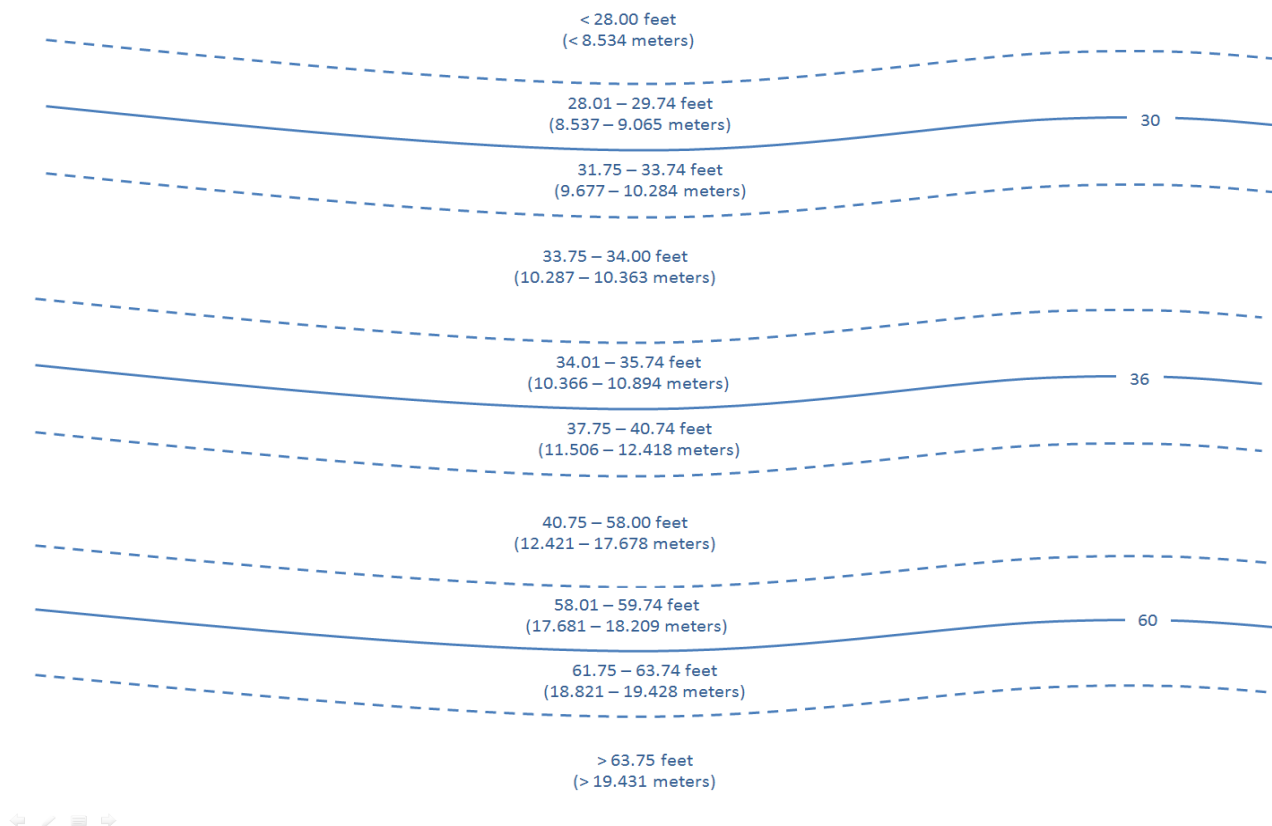 < 28.00 feet
(< 8.534 meters)
28.01 – 29.74 feet
(8.537 – 9.065 meters)
30
31.75 – 33.74 feet
(9.677 – 10.284 meters)
33.75 – 34.00 feet
(10.287 – 10.363 meters)
34.01 – 35.74 feet
(10.366 – 10.894 meters)
36
37.75 – 40.74 feet
(11.506 – 12.418 meters)
40.75 – 58.00 feet
(12.421 – 17.678 meters)
58.01 – 59.74 feet
(17.681 – 18.209 meters)
60
61.75 – 63.74 feet
(18.821 – 19.428 meters)
> 63.75 feet
(> 19.431 meters)